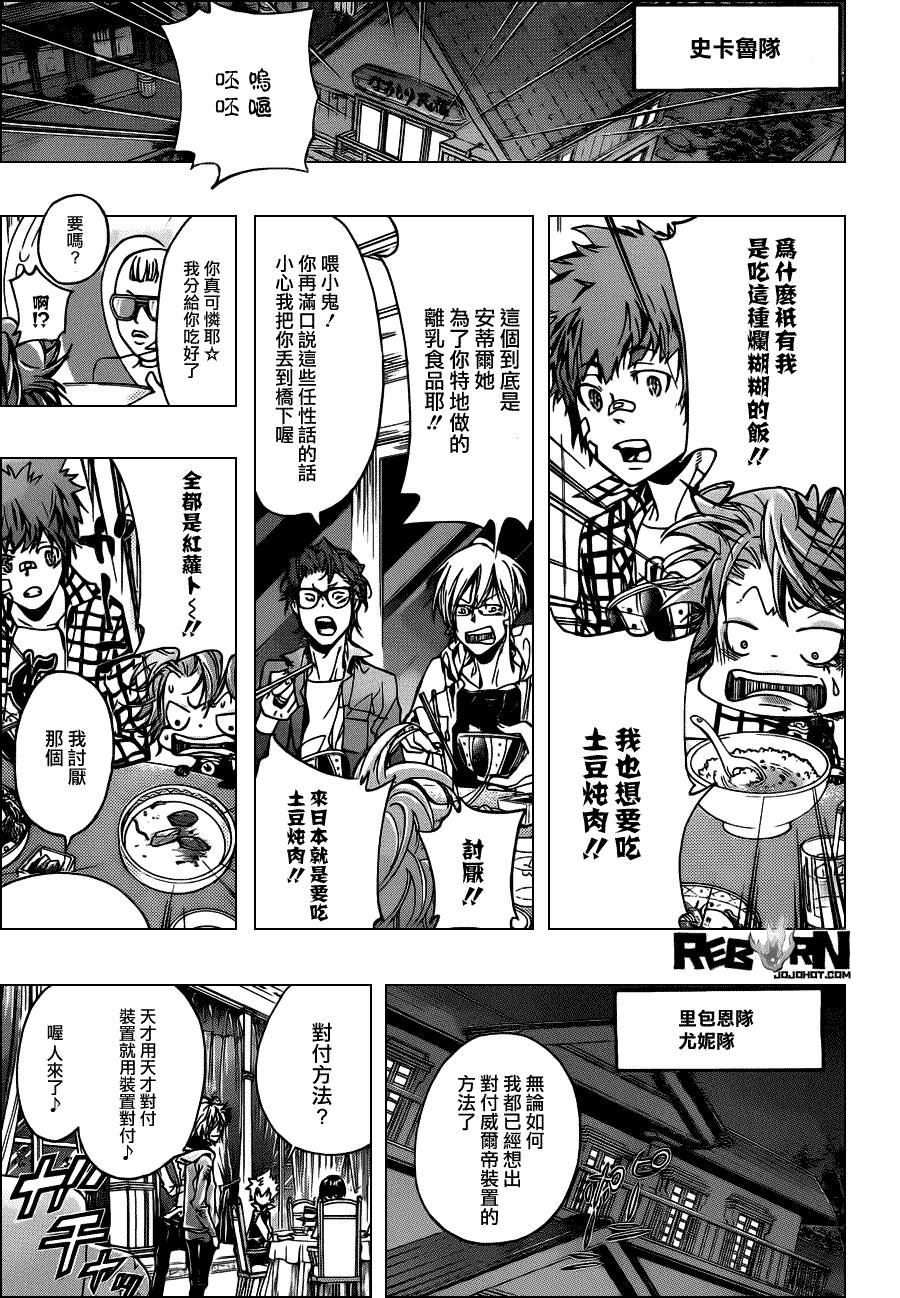 史卡魯隊
嗚嘔
呸呸
為什麼衹有我
是吃這種爛糊糊的飯!!
我也想要吃
土豆炖肉!!
這個到底是
安蒂爾她
為了你特地做的
離乳食品耶!!
喂小鬼!
你再滿口說這些任性話的話
小心我把你丟到橋下喔
討厭!!
來日本就是要吃
土豆炖肉!!
你真可憐耶☆
我分給你吃好了
要嗎?
啊!?
全都是紅蘿卜~!!
我討厭
那個
REBORN
JOJOHOT.COM
里包恩隊
尤妮隊
無論如何
我都已經想出
對付威爾帝裝置的
方法了
ピピ
對付方法?
天才用天才對付
裝置就用裝置對付♪
喔 人來了♪
ガチャッ